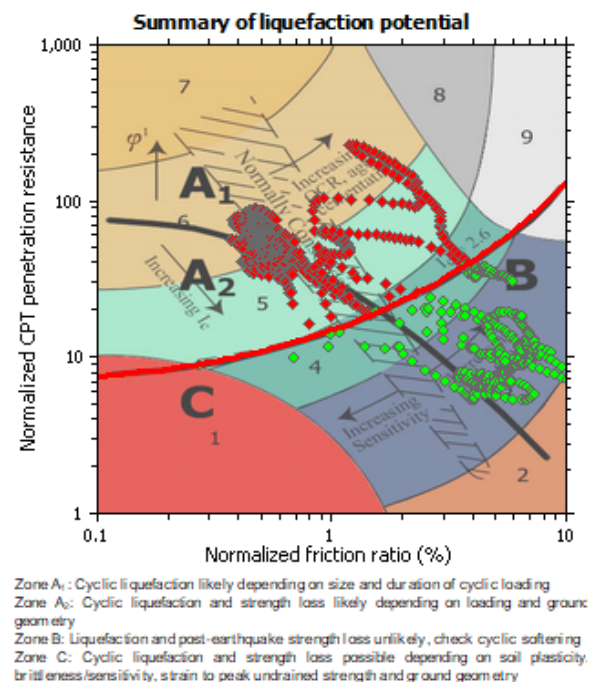 Summary of liquefaction potential
1,000
7
8
9
φ'
Increasing
OCR, age
cementation
A₁
Normally
100
6
2.6
B
A₂
Increasing Ic
5
10
4
C
1
Increasing
Sensitivity
2
1
0.1
1
10
Normalized CPT penetration resistance
Normalized friction ratio (%)
Zone A₁: Cyclic liquefaction likely depending on size and duration of cyclic loading
Zone A₂: Cyclic liquefaction and strength loss likely depending on loading and ground
geometry
Zone B: Liquefaction and post-earthquake strength loss unlikely, check cyclic softening
Zone C: Cyclic liquefaction and strength loss possible depending on soil plasticity,
brittleness/sensitivity, strain to peak undrained strength and ground geometry